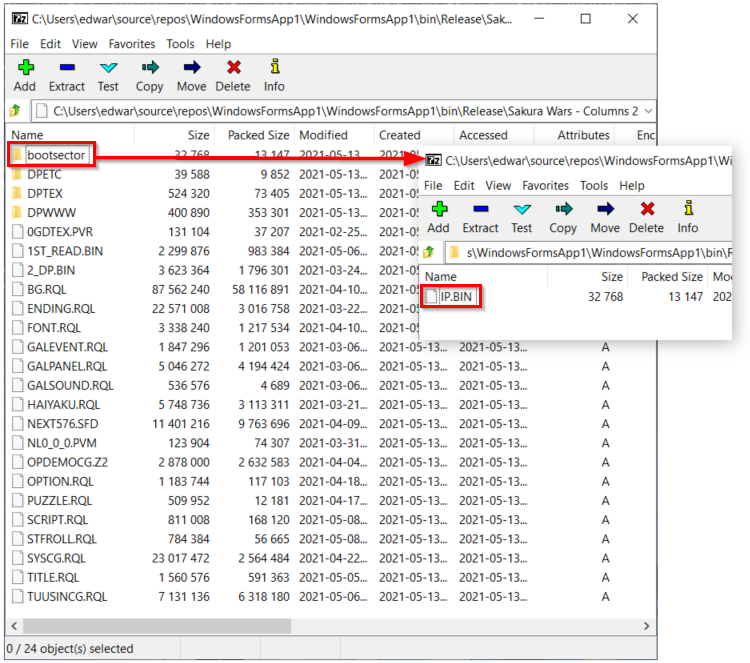 7z C:\Users\edwar\source\repos\WindowsFormsApp1\WindowsFormsApp1\bin\Release\Saku...
File Edit View Favorites Tools Help
Add Extract Test Copy Move Delete Info
C:\Users\edwar\source\repos\WindowsFormsApp1\WindowsFormsApp1\bin\Release\Sakura Wars - Columns 2
Name Size Packed Size Modified Created Accessed Attributes Enc
bootsector 32 768 13 147 2021-05-13... 2021-05
DPETC 39 588 9 852 2021-05-13... 2021-05
DPTEX 524 320 73 405 2021-05-13... 2021-05
DPWWW 400 890 353 301 2021-05-13... 2021-05
0GDTEX.PVR 131 104 37 207 2021-02-25... 2021-05
1ST_READ.BIN 2 299 876 983 384 2021-05-06... 2021-05
2_DP.BIN 3 623 364 1 796 301 2021-03-24... 2021-05
BG.RQL 87 562 240 58 116 891 2021-04-10... 2021-05
ENDING.RQL 22 571 008 3 016 758 2021-03-22... 2021-05
FONT.RQL 3 338 240 1 217 534 2021-04-10... 2021-05
GALEVENT.RQL 1 847 296 1 201 053 2021-03-06... 2021-05-13... 2021-05-13... A
GALPANEL.RQL 5 046 272 4 194 424 2021-03-06... 2021-05-13... 2021-05-13... A
GALSOUND.RQL 536 576 4 689 2021-03-06... 2021-05-13... 2021-05-13... A
HAIYAKU.RQL 5 748 736 3 113 311 2021-03-21... 2021-05-13... 2021-05-13... A
NEXT576.SFD 11 401 216 9 763 696 2021-04-09... 2021-05-13... 2021-05-13... A
NL0_0_0.PVM 123 904 74 307 2021-03-31... 2021-05-13... 2021-05-13... A
OPDEMOCG.Z2 2 878 000 2 632 583 2021-04-04... 2021-05-13... 2021-05-13... A
OPTION.RQL 1 183 744 117 103 2021-04-18... 2021-05-13... 2021-05-13... A
PUZZLE.RQL 509 952 12 181 2021-04-17... 2021-05-13... 2021-05-13... A
SCRIPT.RQL 811 008 168 120 2021-05-08... 2021-05-13... 2021-05-13... A
STFROLL.RQL 784 384 56 665 2021-05-08... 2021-05-13... 2021-05-13... A
SYSCG.RQL 23 017 472 2 564 484 2021-04-22... 2021-05-13... 2021-05-13... A
TITLE.RQL 1 560 576 591 363 2021-05-05... 2021-05-13... 2021-05-13... A
TUUSINCG.RQL 7 131 136 6 318 180 2021-05-06... 2021-05-13... 2021-05-13... A
0 / 24 object(s) selected
7z C:\Users\edwar\source\repos\WindowsFormsApp1\Wi
File Edit View Favorites Tools Help
Add Extract Test Copy Move Delete Info
s\WindowsFormsApp1\WindowsFormsApp1\bin\R
Name Size Packed Size Mo
IP.BIN 32 768 13 147 202